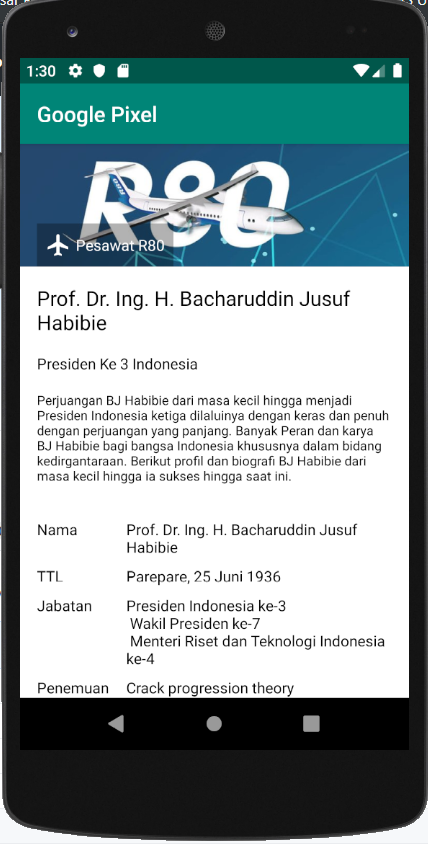 1:30
Google Pixel
R80
Pesawat R80
Prof. Dr. Ing. H. Bacharuddin Jusuf
Habibie
Presiden Ke 3 Indonesia
Perjuangan BJ Habibie dari masa kecil hingga menjadi
Presiden Indonesia ketiga dilaluinya dengan keras dan penuh
dengan perjuangan yang panjang. Banyak Peran dan karya
BJ Habibie bagi bangsa Indonesia khususnya dalam bidang
kedirgantaraan. Berikut profil dan biografi BJ Habibie dari
masa kecil hingga ia sukses hingga saat ini.
Nama Prof. Dr. Ing. H. Bacharuddin Jusuf
Habibie
TTL Parepare, 25 Juni 1936
Jabatan Presiden Indonesia ke-3
Wakil Presiden ke-7
Menteri Riset dan Teknologi Indonesia
ke-4
Penemuan Crack progression theory